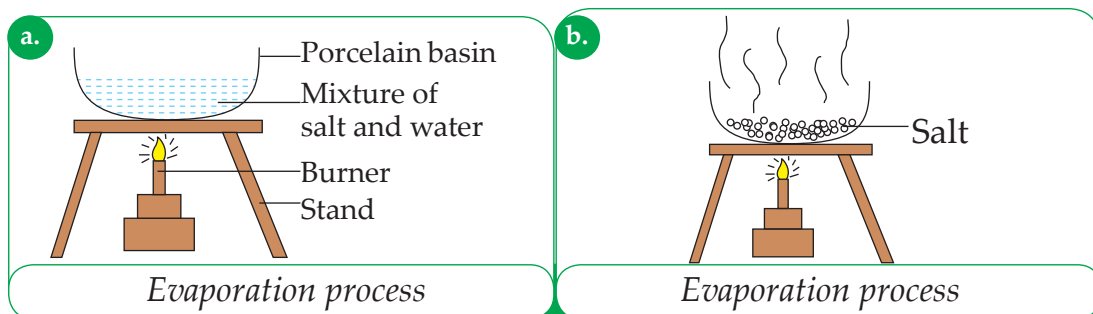 a.
Porcelain basin
Mixture of
salt and water
Burner
Stand
Evaporation process
b.
Salt
Evaporation process